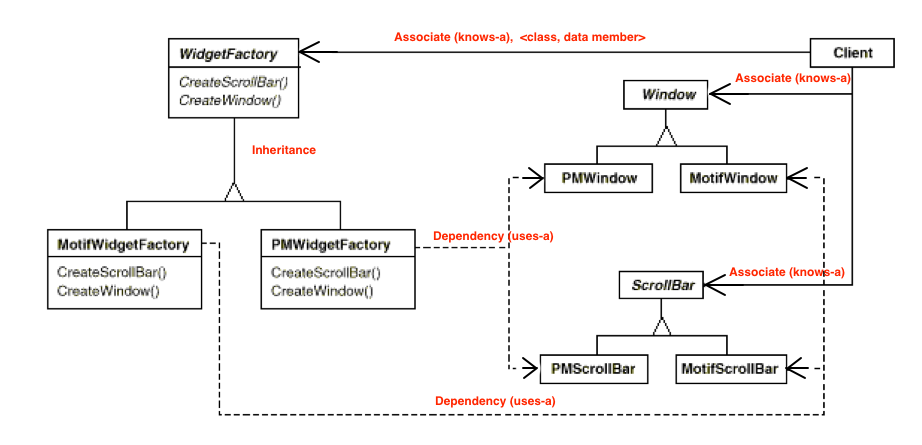 Associate (knows-a), <class, data member>
WidgetFactory
Client
CreateScrollBar()
CreateWindow()
Associate (knows-a)
Window
Inheritance
PMWindow
MotifWindow
Dependency (uses-a)
MotifWidgetFactory
PMWidgetFactory
CreateScrollBar()
CreateWindow()
CreateScrollBar()
CreateWindow()
Associate (knows-a)
ScrollBar
PMScrollBar
MotifScrollBar
Dependency (uses-a)